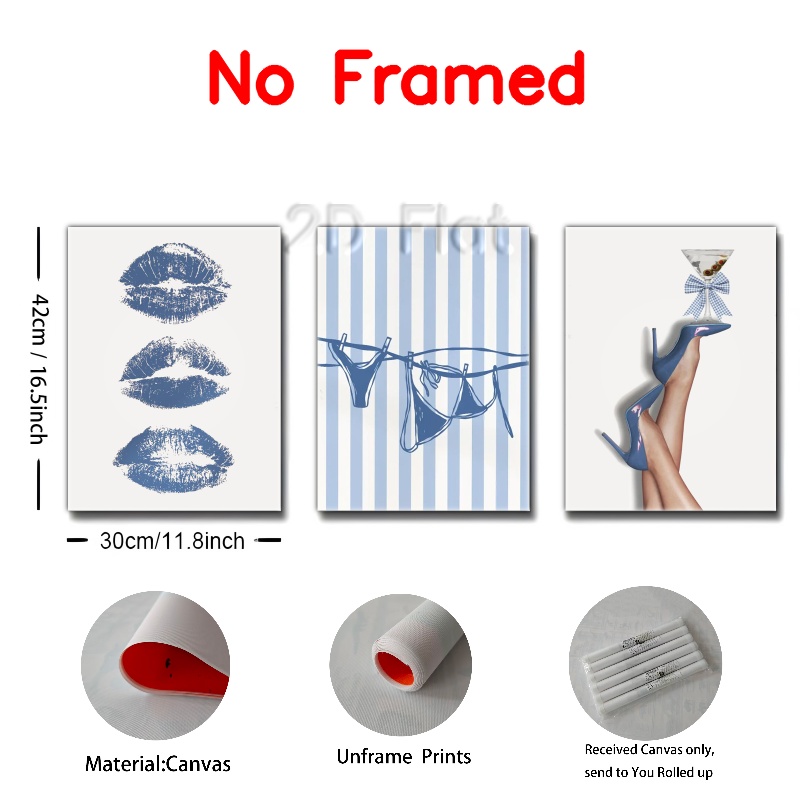 No Framed
2D Flat
42cm / 16.5inch
30cm/11.8inch
Material:Canvas
Unframe Prints
Received Canvas only,
send to You Rolled up